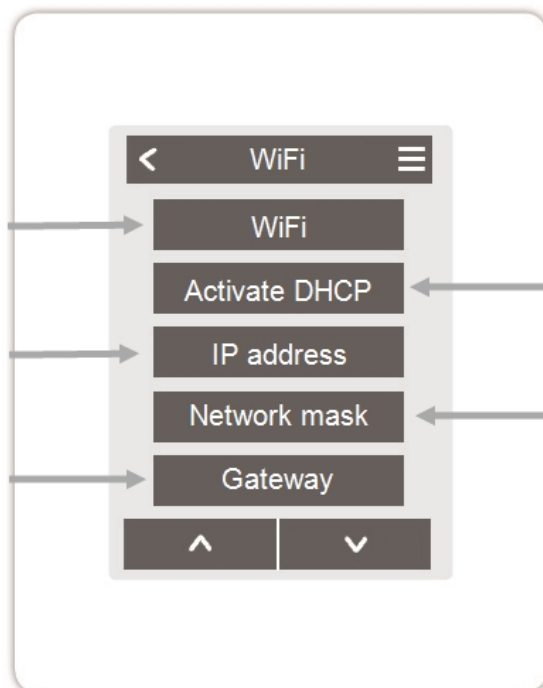 WiFi
WiFi
Activate DHCP
IP address
Network mask
Gateway